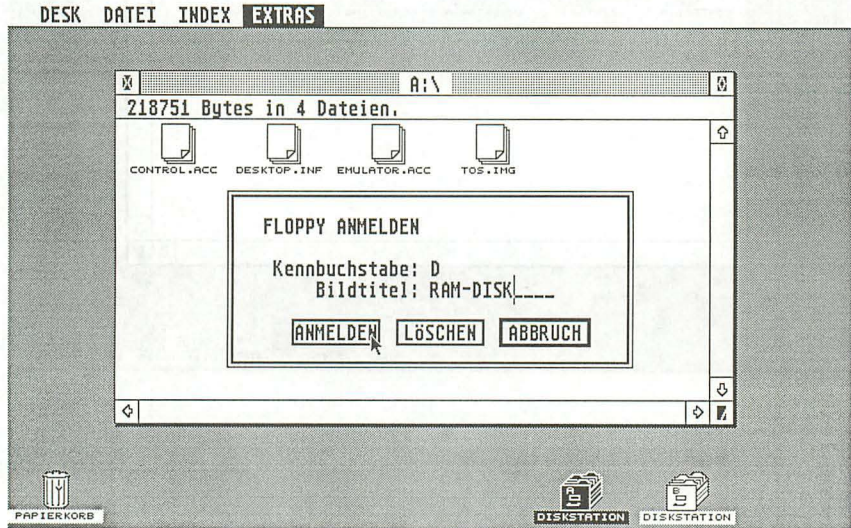 DESK DATEI INDEX EXTRAS
A:\
218751 Bytes in 4 Dateien.
CONTROL.ACC DESKTOP.INF EMULATOR.ACC TOS.IMG
FLOPPY ANMELDEN
Kennbuchstabe: D
Bildtitel: RAM-DISK____
ANMELDEN LöSCHEN ABBRUCH
A B
PAPIERKORB DISKSTATION DISKSTATION